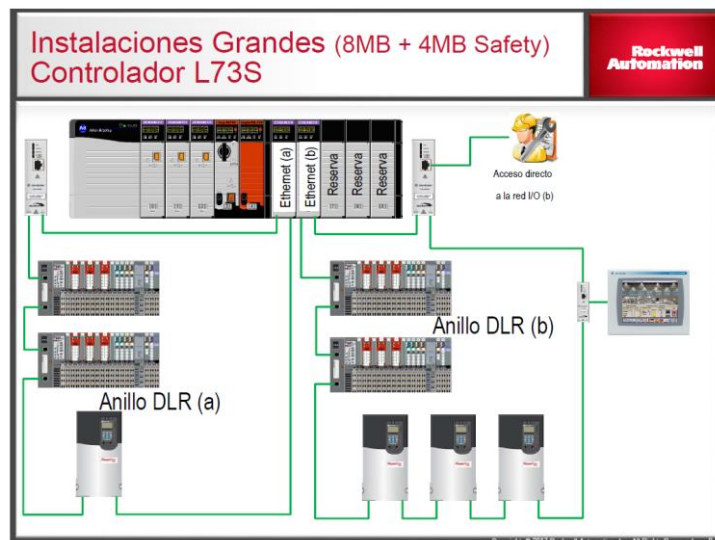 Instalaciones Grandes (8MB + 4MB Safety)
Controlador L73S
Rockwell
Automation
Ethernet (a)
Ethernet (b)
Reserva
Reserva
Reserva
Acceso directo
a la red I/O (b)
Anillo DLR (b)
Anillo DLR (a)